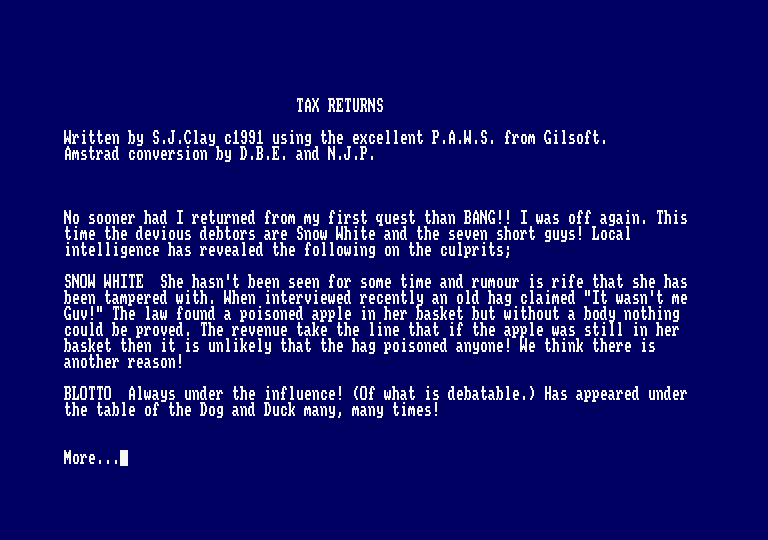 TAX RETURNS
Written by S.J.Clay c1991 using the excellent P.A.W.S. from Gilsoft.
Amstrad conversion by D.B.E. and N.J.P.
No sooner had I returned from my first quest than BANG!! I was off again. This
time the devious debtors are Snow White and the seven short guys! Local
intelligence has revealed the following on the culprits;
SNOW WHITE  She hasn't been seen for some time and rumour is rife that she has
been tampered with. When interviewed recently an old hag claimed "It wasn't me
Guv!" The law found a poisoned apple in her basket but without a body nothing
could be proved. The revenue take the line that if the apple was still in her
basket then it is unlikely that the hag poisoned anyone! We think there is
another reason!
BLOTTO  Always under the influence! (Of what is debatable.) Has appeared under
the table of the Dog and Duck many, many times!
More...